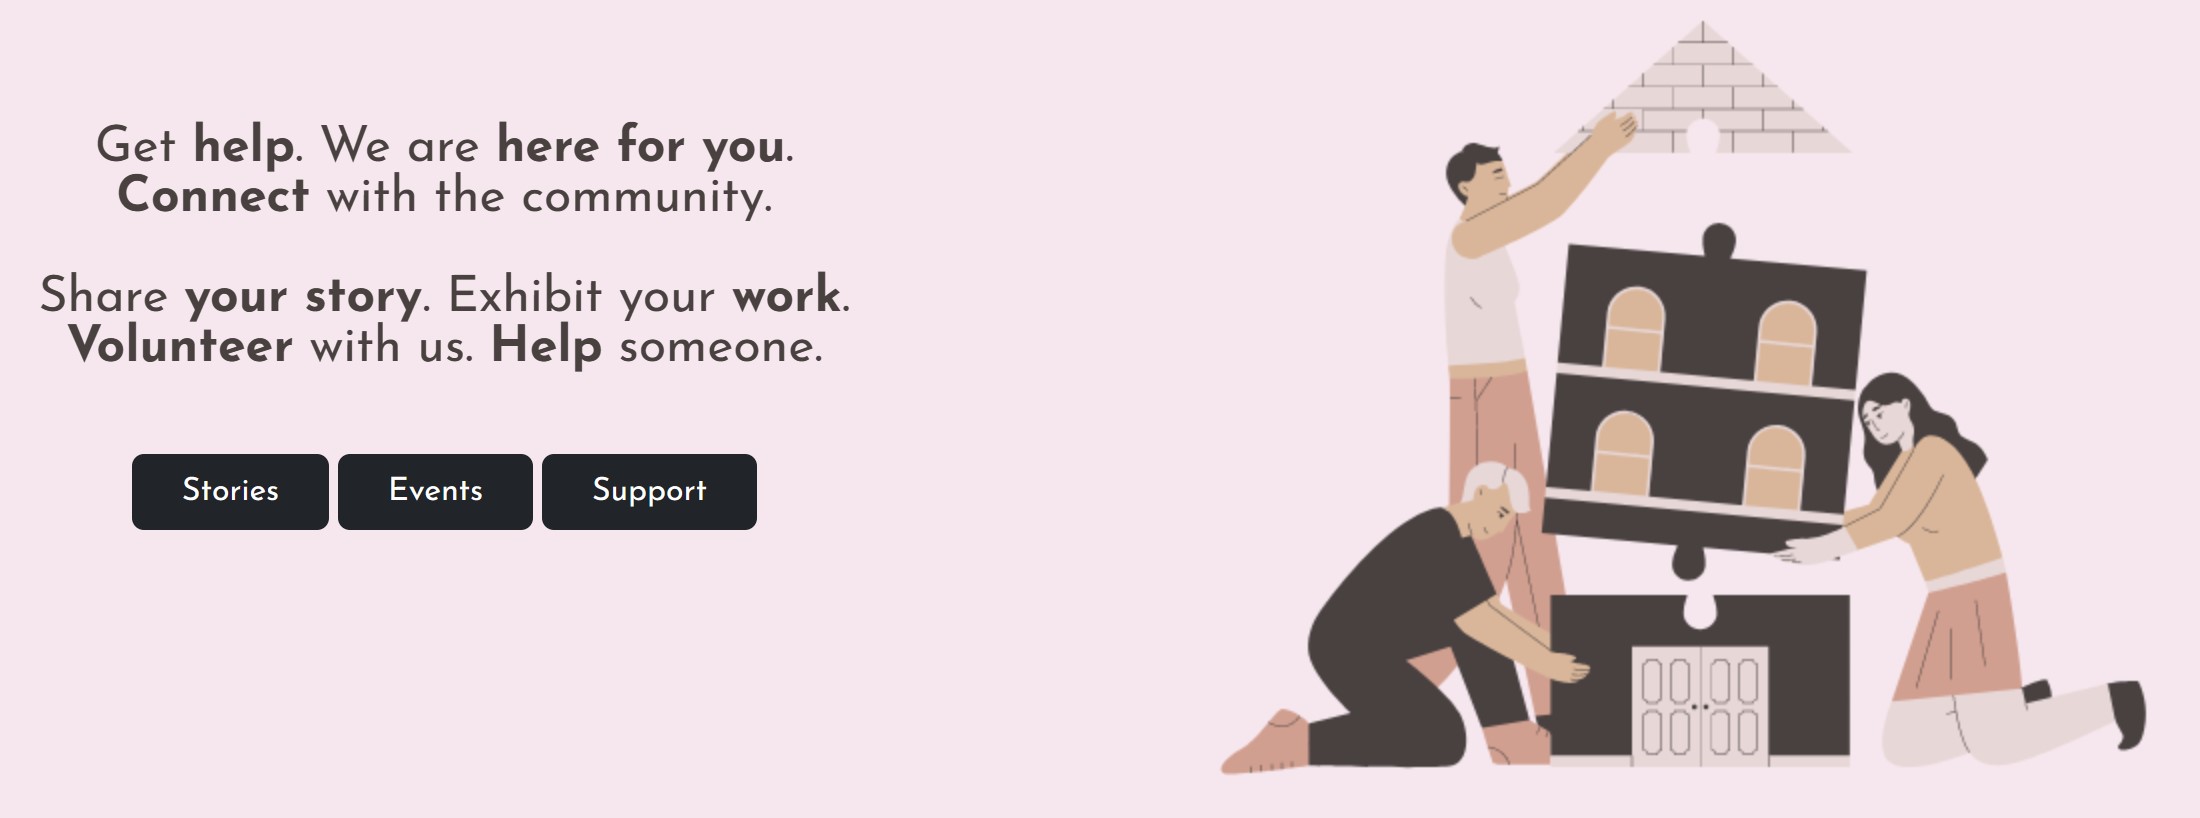 Get help. We are here for you.
Connect with the community.
Share your story. Exhibit your work.
Volunteer with us. Help someone.
Stories
Events
Support